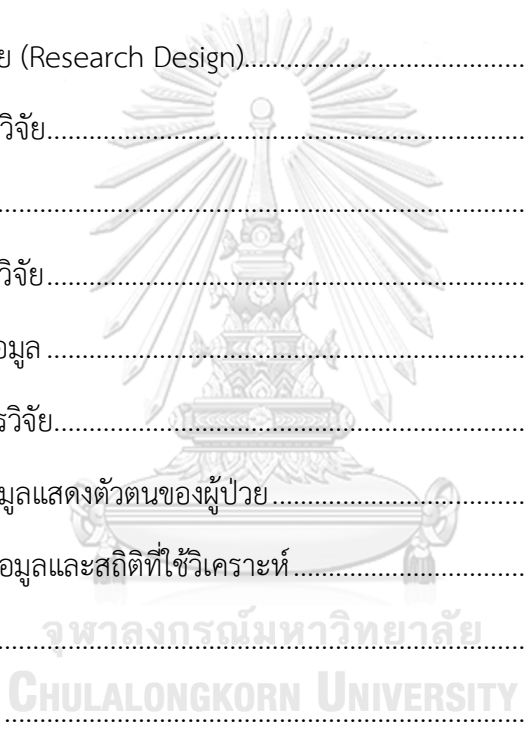 ย (Research Design)..........................................
วิจัย..............................................................................
....................................................................................
วิจัย..............................................................................
อมูล..............................................................................
รวิจัย............................................................................
มูลแสดงตัวตนของผู้ป่วย.......................................
อมูลและสถิติที่ใช้วิเคราะห์....................................
....................................................................................
จุฬาลงกรณ์มหาวิทยาลัย
CHULALONGKORN UNIVERSITY
....................................................................................